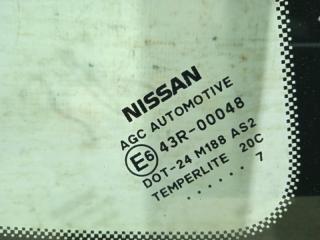 NISSAN
AGC AUTOMOTIVE
E6 43R-00048
DOT-24 M188 AS2
TEMPERLITE 20C
. . . . . . 7